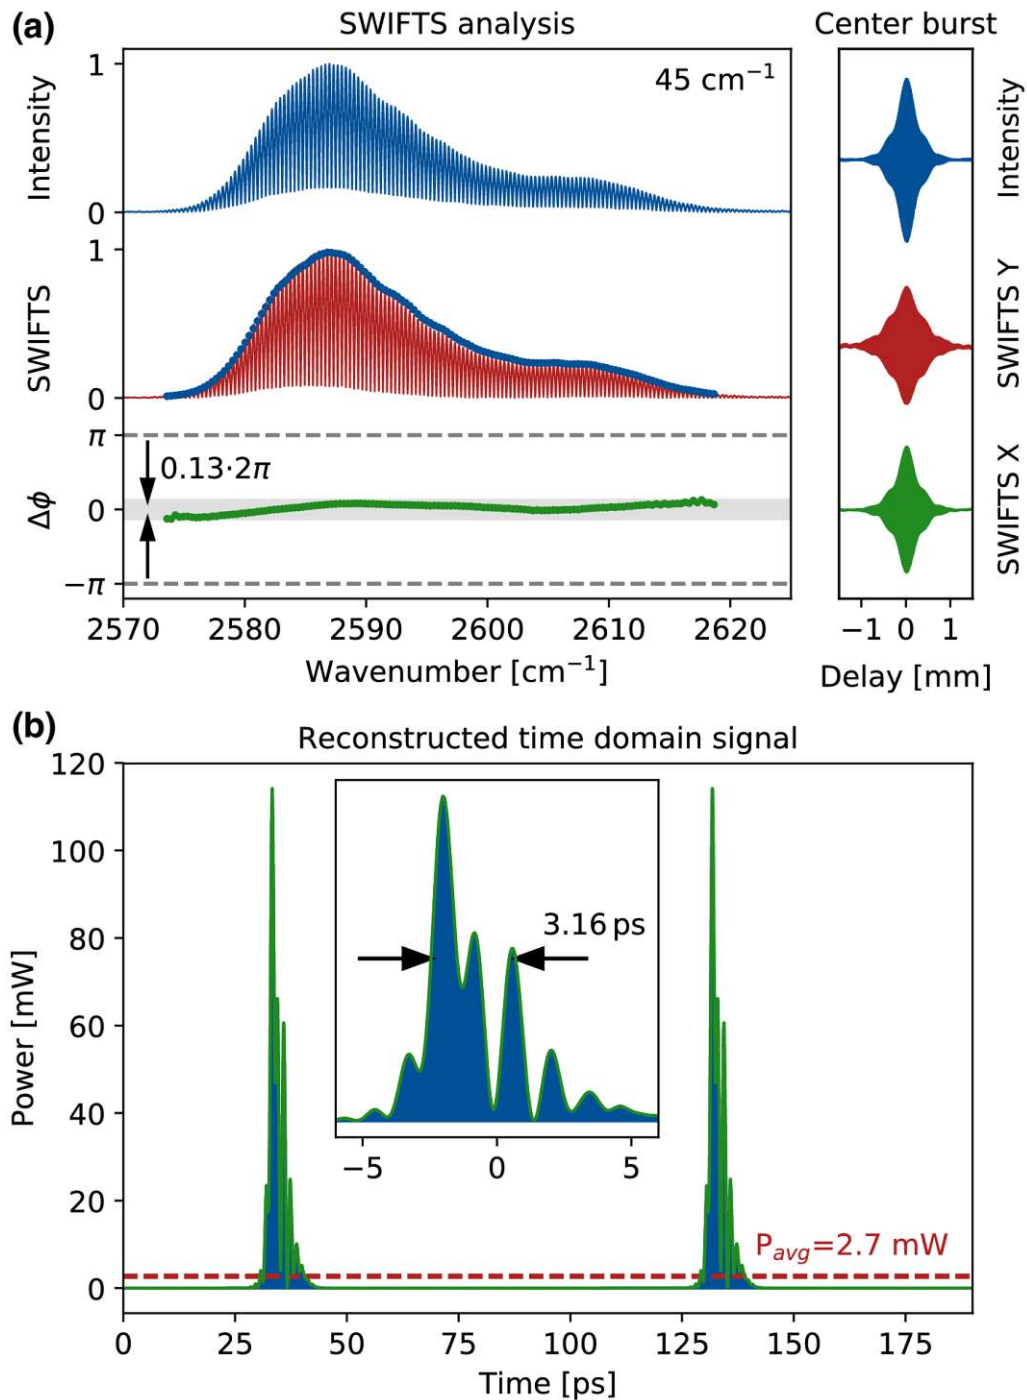 (a)
SWIFTS analysis
Center burst
45 cm⁻¹
1
Intensity
0
1
SWIFTS
0
π
0.13·2π
Δϕ
0
−π
2570 2580 2590 2600 2610 2620
Wavenumber [cm⁻¹]
Intensity
SWIFTS Y
SWIFTS X
−1 0 1
Delay [mm]
(b)
Reconstructed time domain signal
120
100
80
60
40
20
0
Power [mW]
3.16 ps
−5 0 5
P_avg=2.7 mW
0 25 50 75 100 125 150 175
Time [ps]